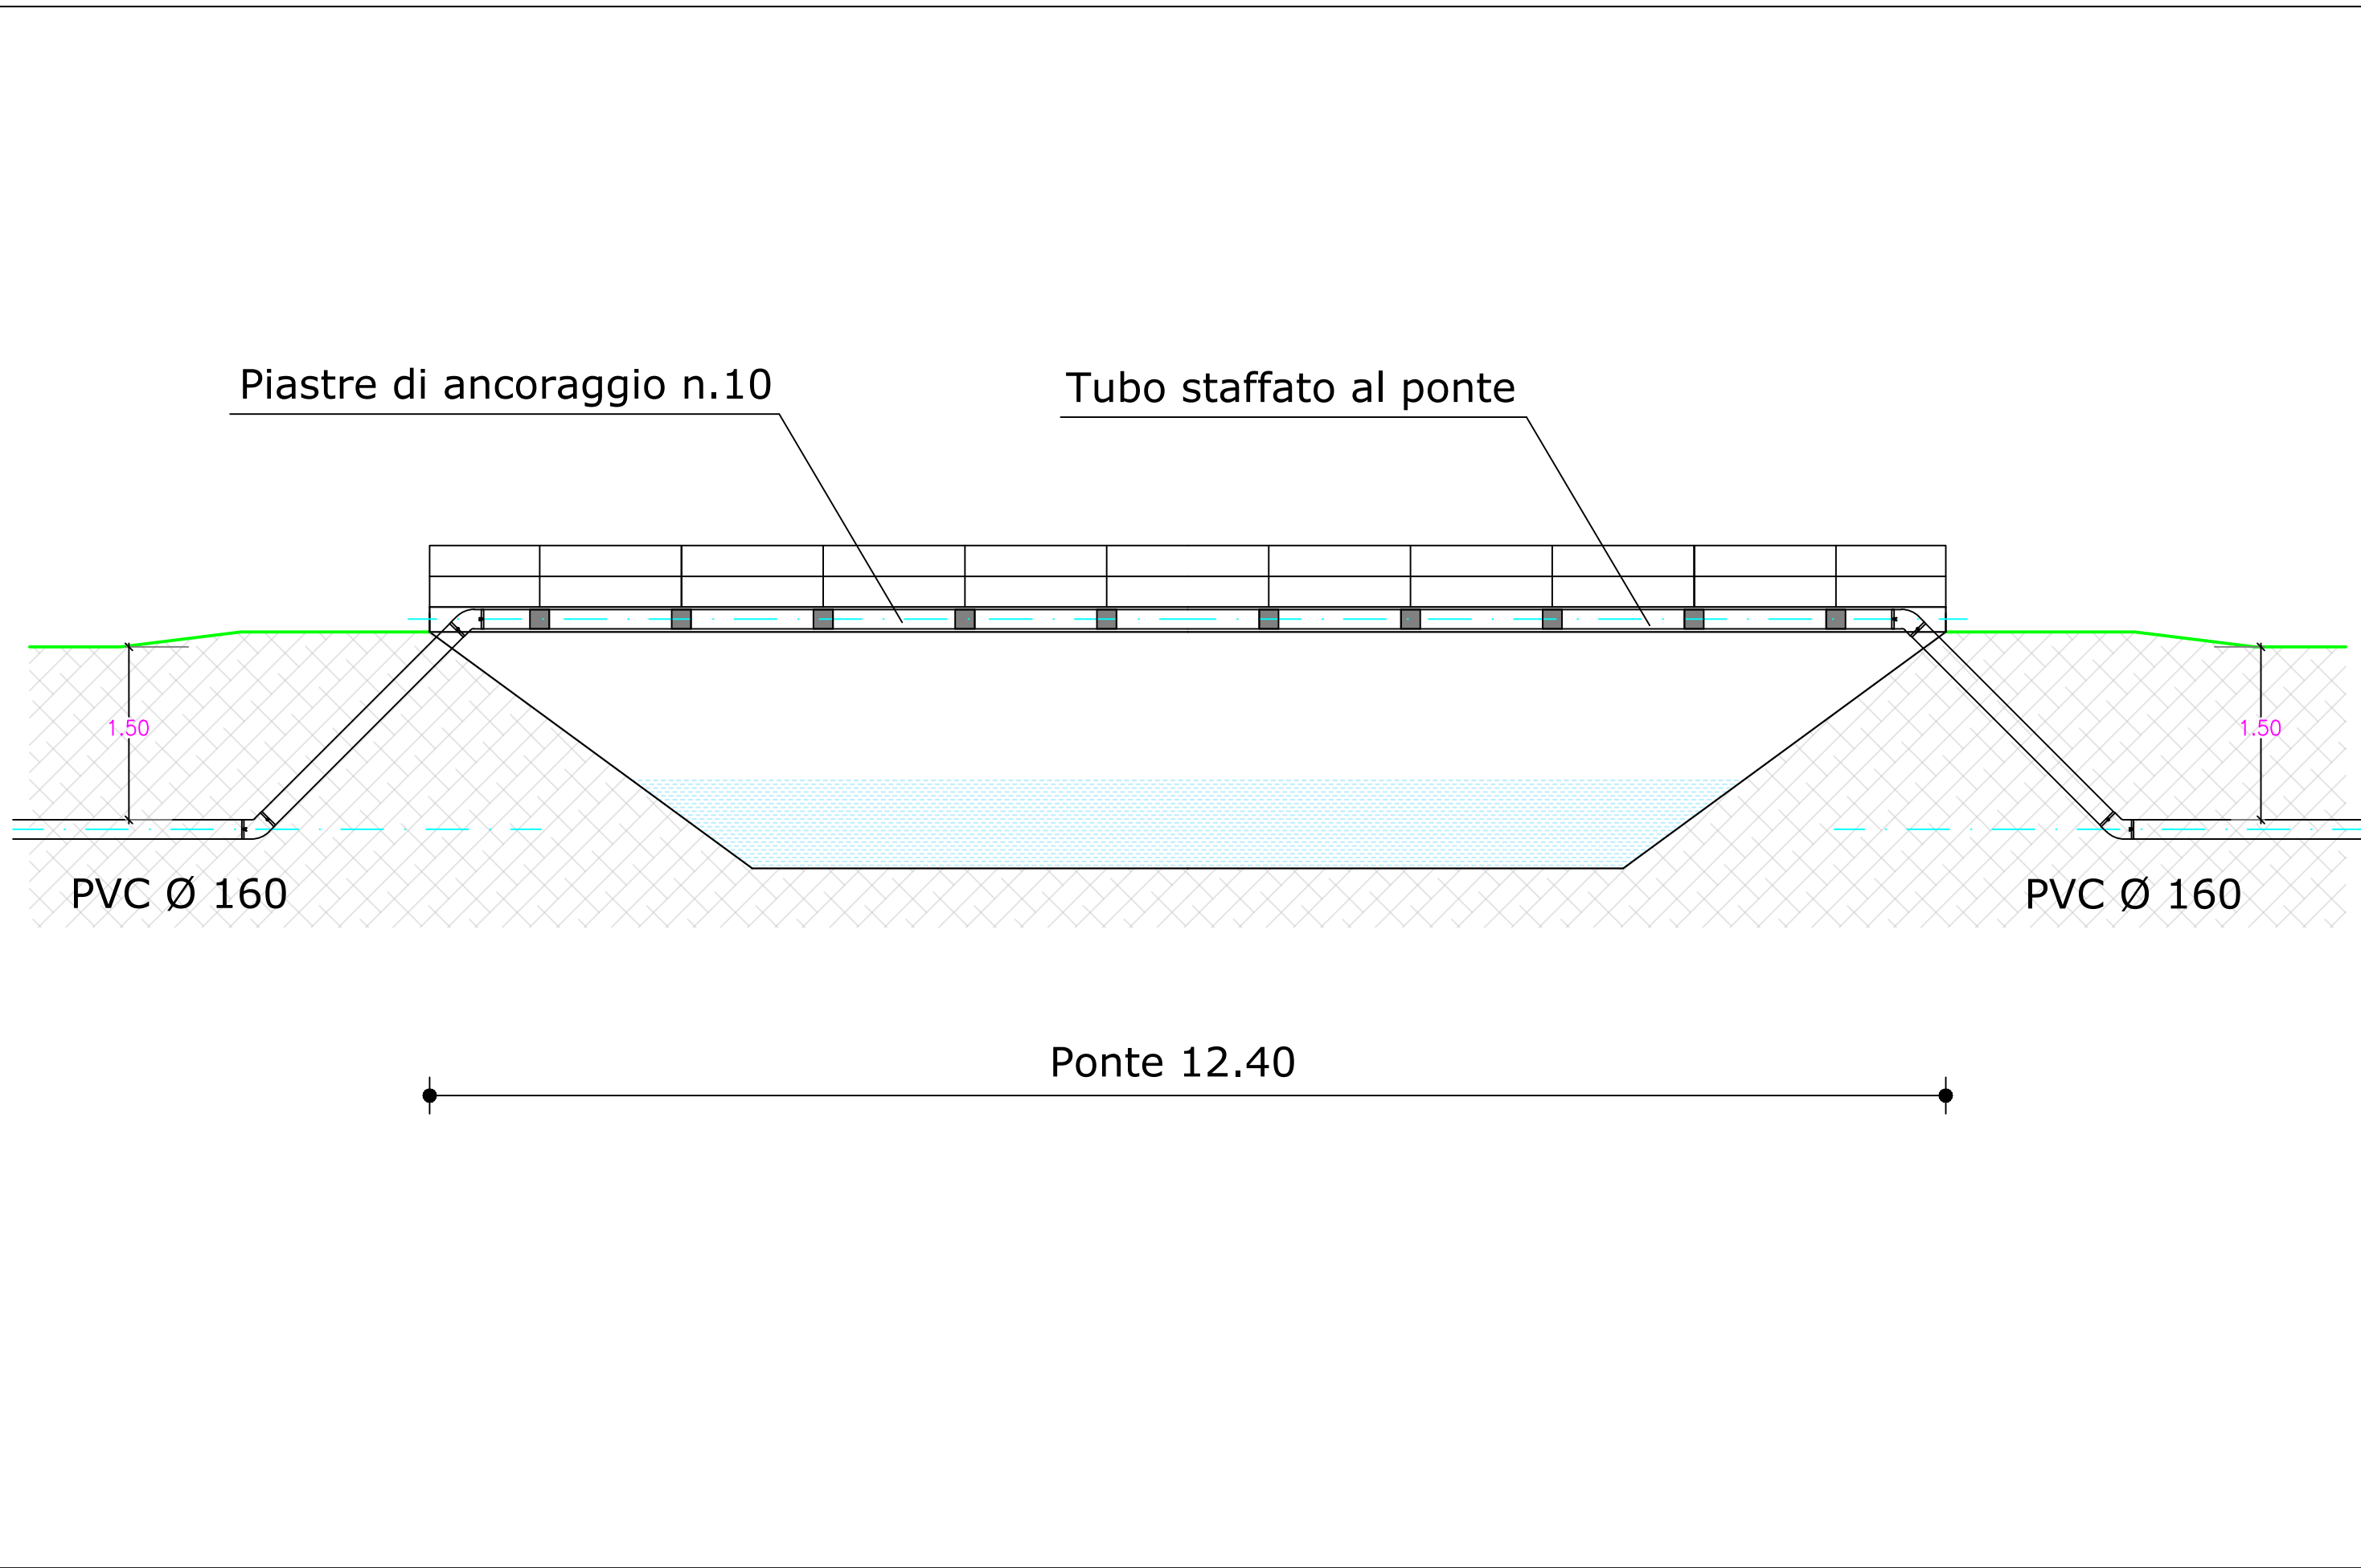 Piastre di ancoraggio n.10
Tubo staffato al ponte
1.50
1.50
PVC Ø 160
PVC Ø 160
Ponte 12.40